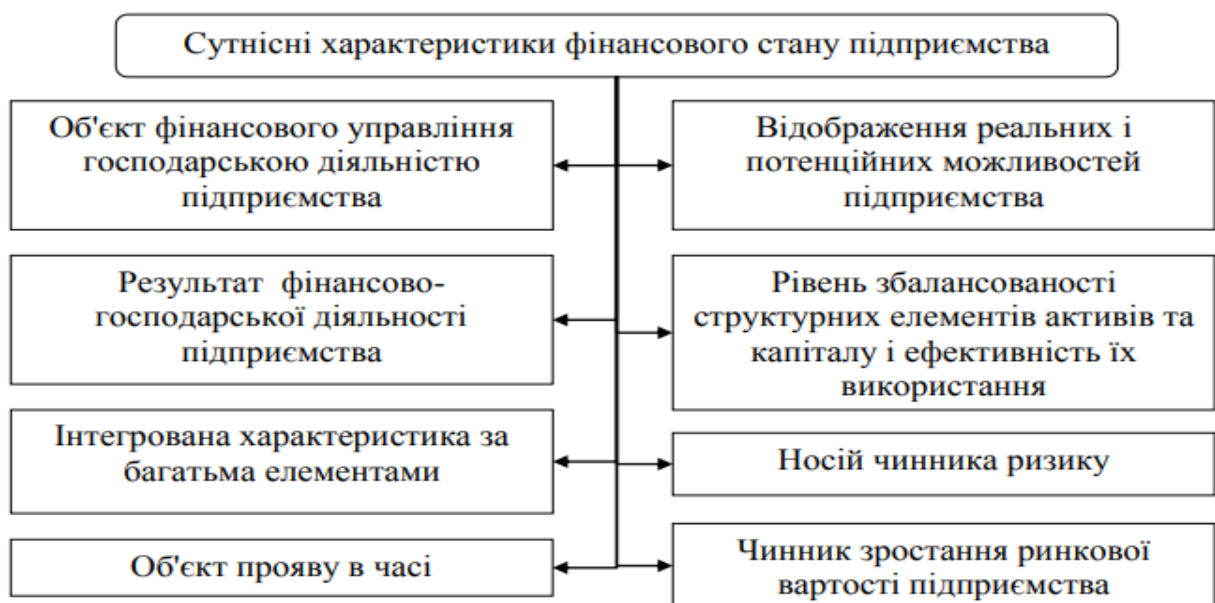 Сутнісні характеристики фінансового стану підприємства
Об'єкт фінансового управління
господарською діяльністю
підприємства
Відображення реальних і
потенційних можливостей
підприємства
Результат фінансово-
господарської діяльності
підприємства
Рівень збалансованості
структурних елементів активів та
капіталу і ефективність їх
використання
Інтегрована характеристика за
багатьма елементами
Носій чинника ризику
Об'єкт прояву в часі
Чинник зростання ринкової
вартості підприємства